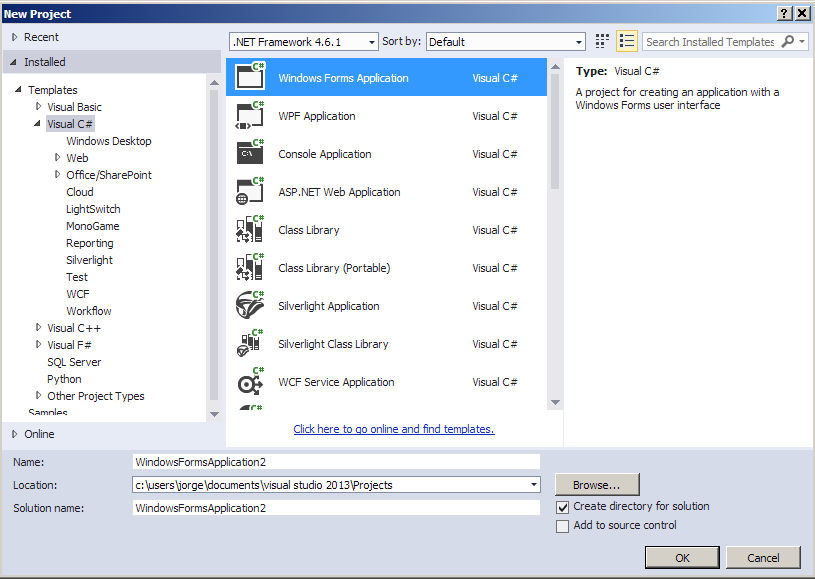 New Project
Recent
.NET Framework 4.6.1 Sort by: Default Search Installed Templates
Installed
Templates
Visual Basic
Visual C#
Windows Desktop
Web
Office/SharePoint
Cloud
LightSwitch
MonoGame
Reporting
Silverlight
Test
WCF
Workflow
Visual C++
Visual F#
SQL Server
Python
Other Project Types
Samples
Online
C# Windows Forms Application Visual C#
C# WPF Application Visual C#
C# C:\ Console Application Visual C#
C# ASP.NET Web Application Visual C#
C# Class Library Visual C#
C# Class Library (Portable) Visual C#
C# Silverlight Application Visual C#
C# Silverlight Class Library Visual C#
C# WCF Service Application Visual C#
C#
Click here to go online and find templates.
Type: Visual C#
A project for creating an application with a
Windows Forms user interface
Name: WindowsFormsApplication2
Location: c:\users\jorge\documents\visual studio 2013\Projects Browse...
Solution name: WindowsFormsApplication2
Create directory for solution
Add to source control
OK Cancel